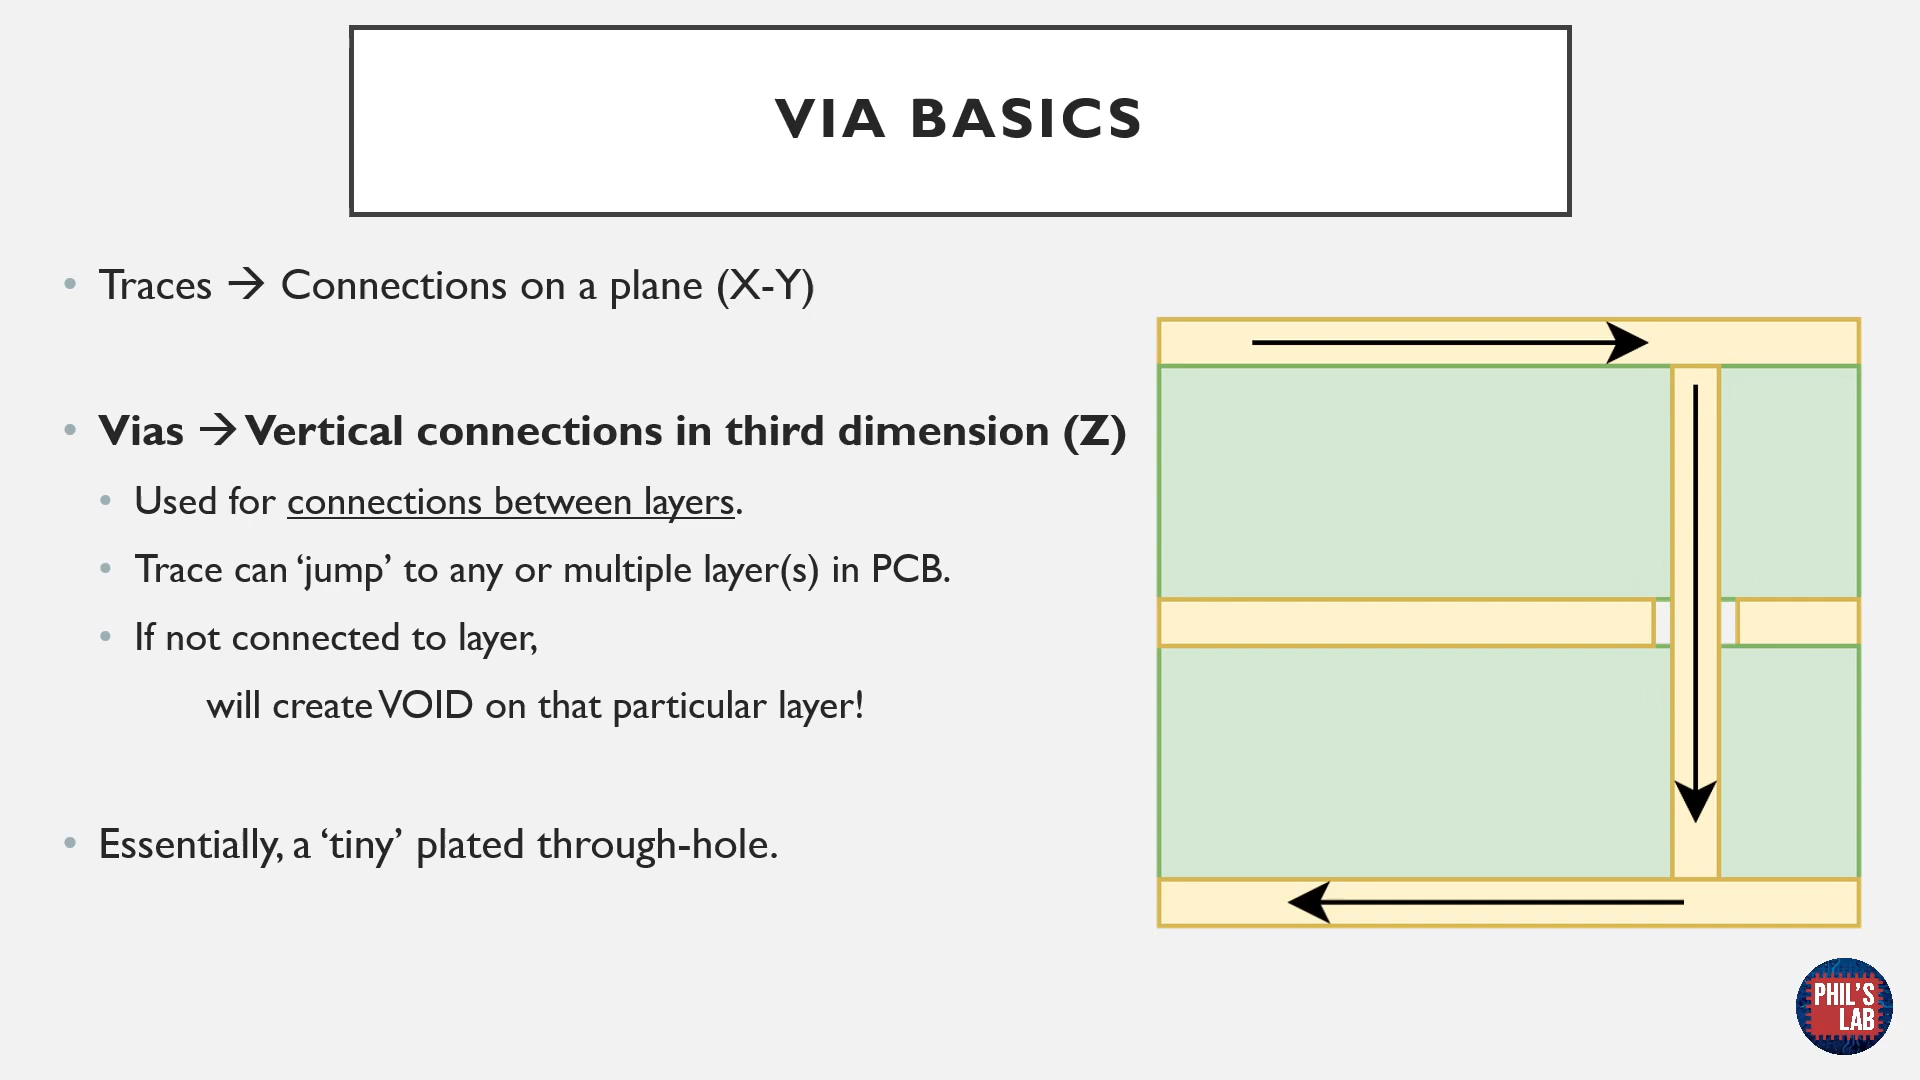 VIA BASICS
• Traces → Connections on a plane (X-Y)
• Vias → Vertical connections in third dimension (Z)
• Used for connections between layers.
• Trace can ‘jump’ to any or multiple layer(s) in PCB.
• If not connected to layer,
will create VOID on that particular layer!
• Essentially, a ‘tiny’ plated through-hole.
PHIL'S
LAB